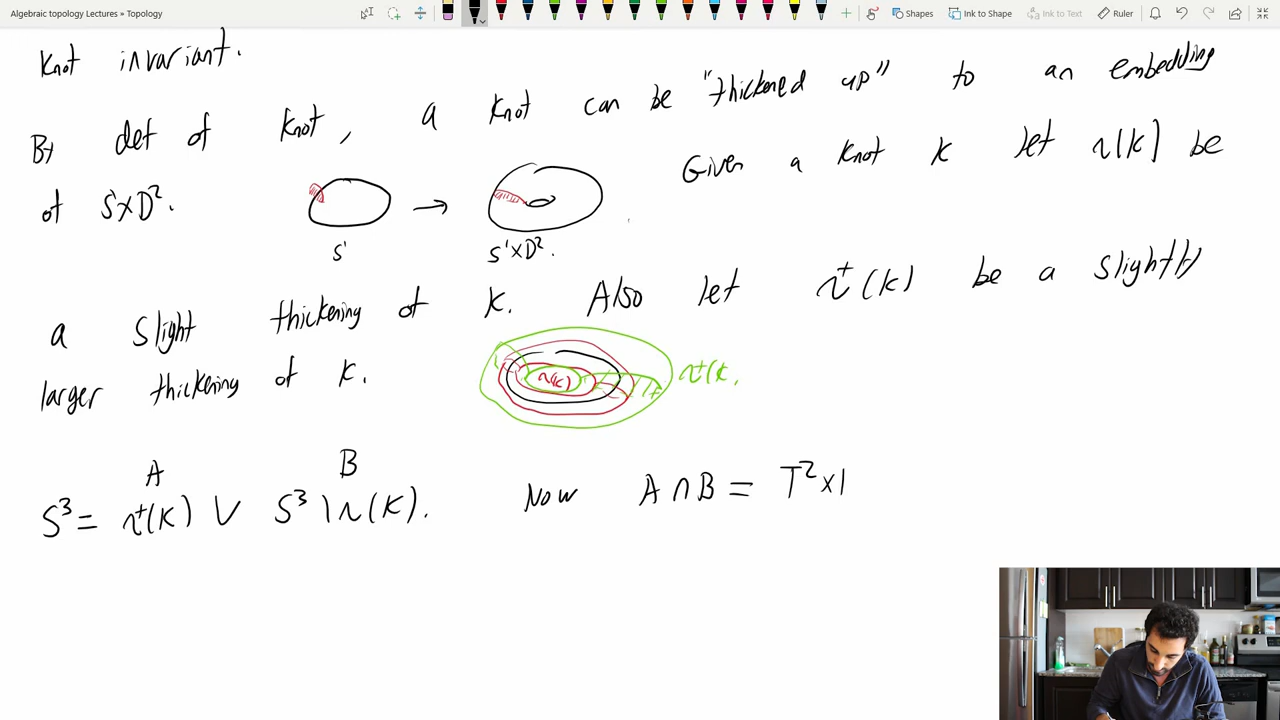 Algebraic topology Lectures » Topology
Shapes Ink to Shape Ink to Text Ruler
Knot invariant.
By def of knot, a knot can be "thickened up" to an embedding
of S¹×D². Given a knot K let ν(K) be
S¹ S¹×D².
a slight thickening of K. Also let ν⁺(K) be a slightly
larger thickening of K. ν(K) ν⁺(K.
A B
S³ = ν⁺(K) ∪ S³ \ ν(K). Now A ∩ B = T² × I